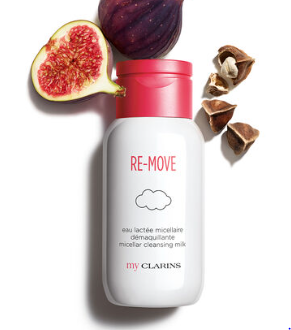 RE-MOVE
eau lactée micellaire
démaquillante
micellar cleansing milk
my CLARINS